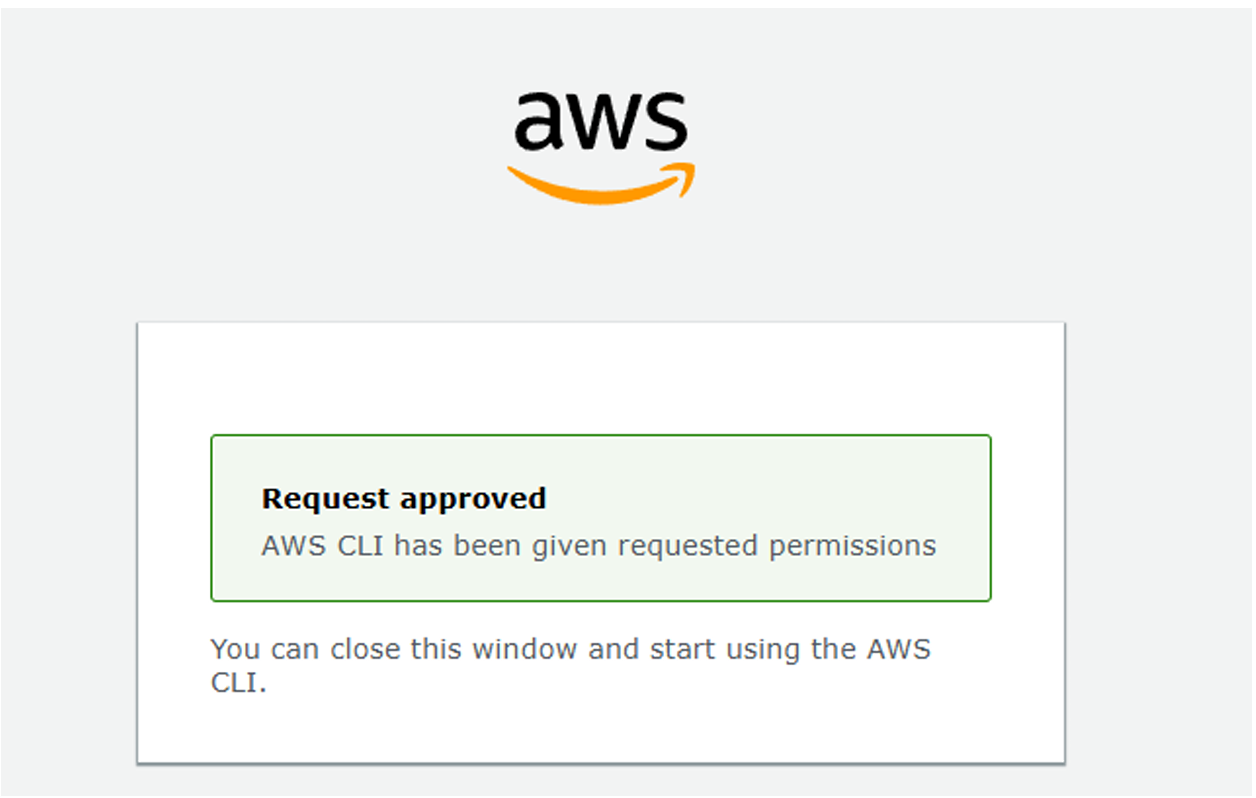 aws
Request approved
AWS CLI has been given requested permissions
You can close this window and start using the AWS
CLI.